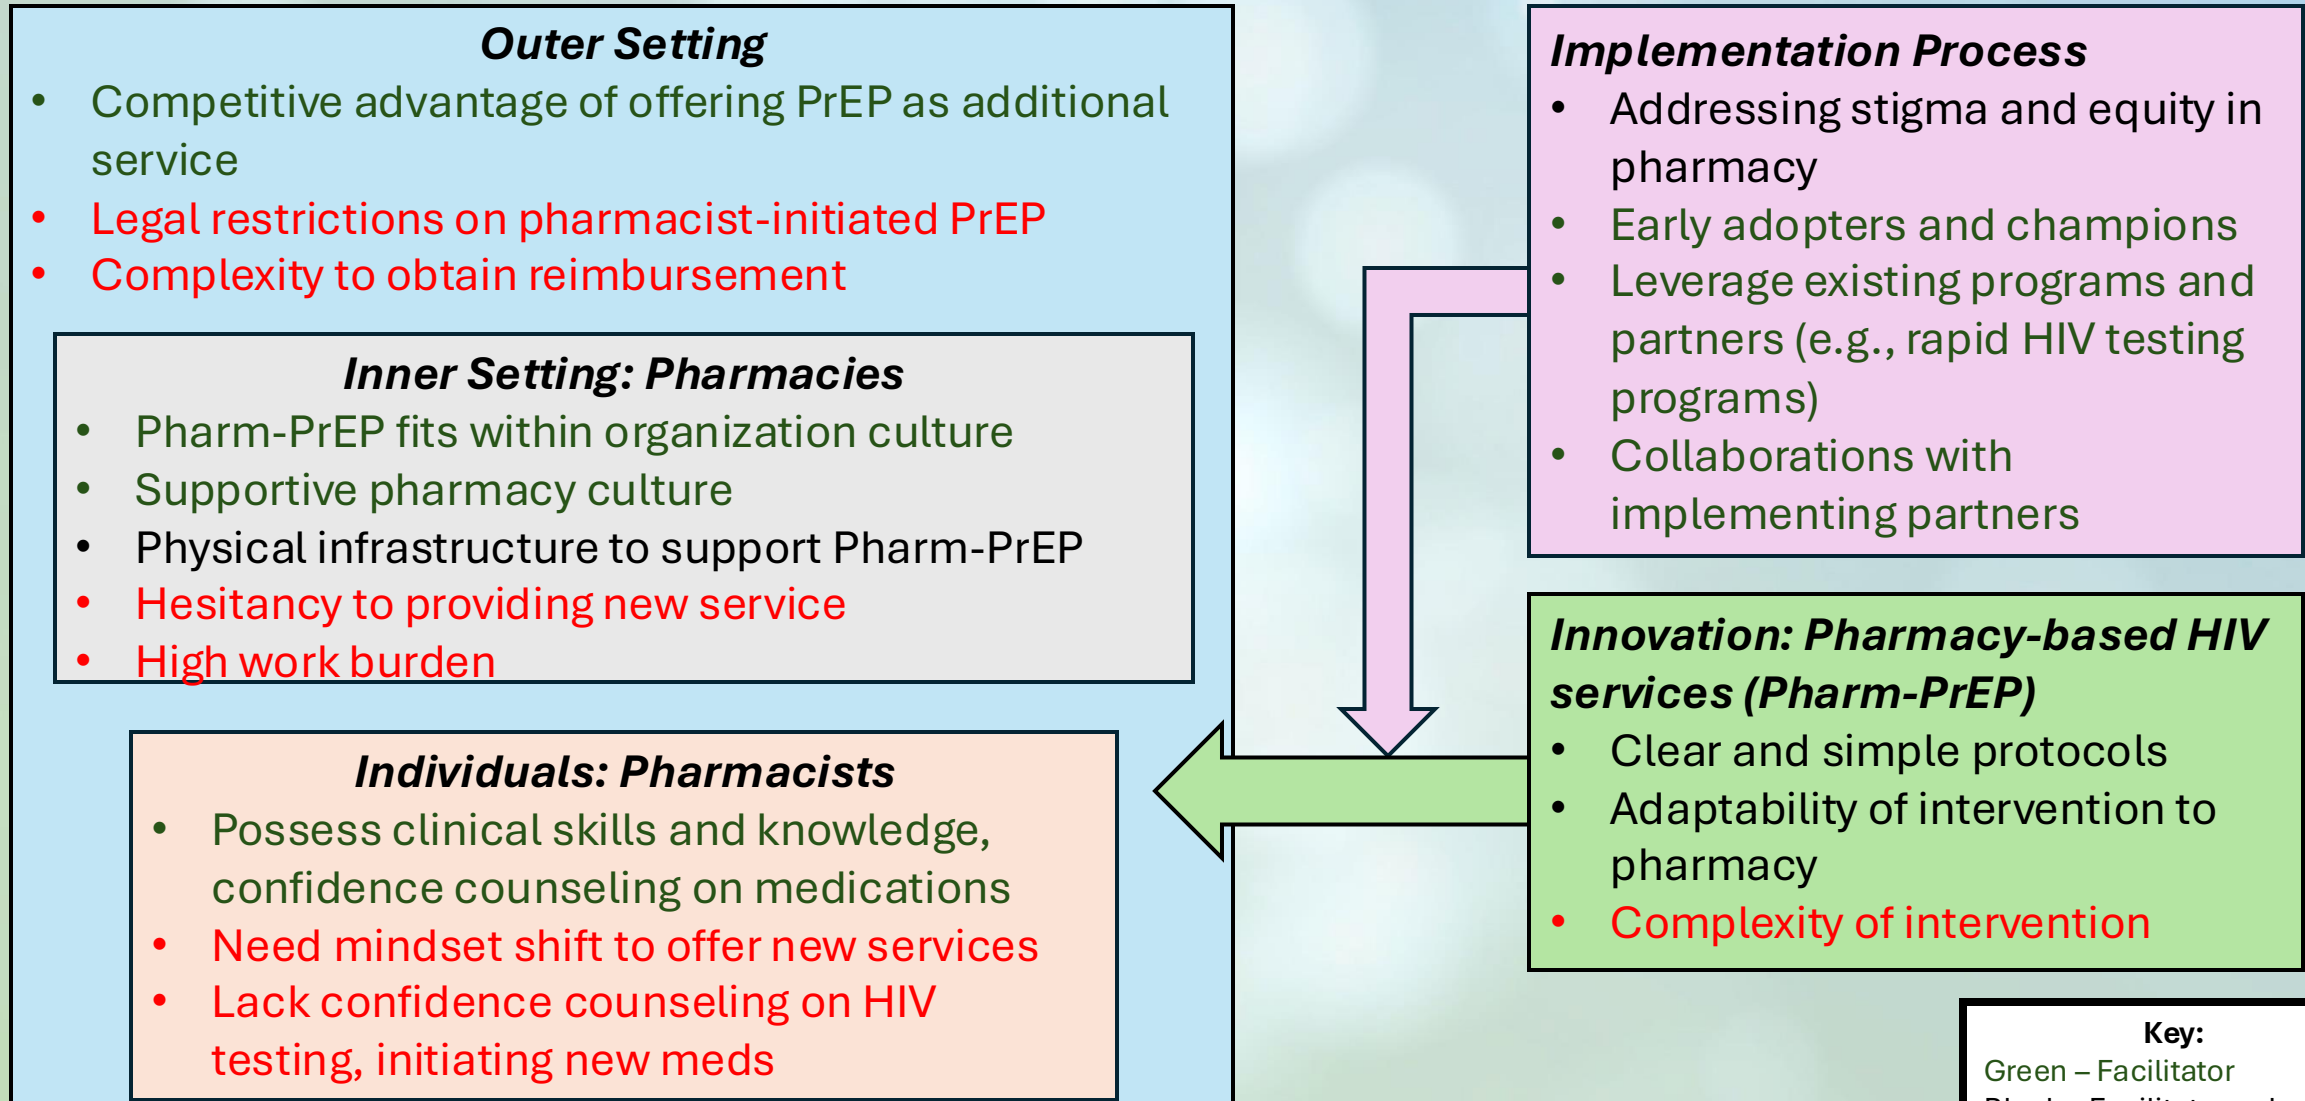 Outer Setting
• Competitive advantage of offering PrEP as additional
service
• Legal restrictions on pharmacist-initiated PrEP
• Complexity to obtain reimbursement
Inner Setting: Pharmacies
• Pharm-PrEP fits within organization culture
• Supportive pharmacy culture
• Physical infrastructure to support Pharm-PrEP
• Hesitancy to providing new service
• High work burden
Individuals: Pharmacists
• Possess clinical skills and knowledge,
confidence counseling on medications
• Need mindset shift to offer new services
• Lack confidence counseling on HIV
testing, initiating new meds
Implementation Process
• Addressing stigma and equity in
pharmacy
• Early adopters and champions
• Leverage existing programs and
partners (e.g., rapid HIV testing
programs)
• Collaborations with
implementing partners
Innovation: Pharmacy-based HIV
services (Pharm-PrEP)
• Clear and simple protocols
• Adaptability of intervention to
pharmacy
• Complexity of intervention
Key:
Green – Facilitator